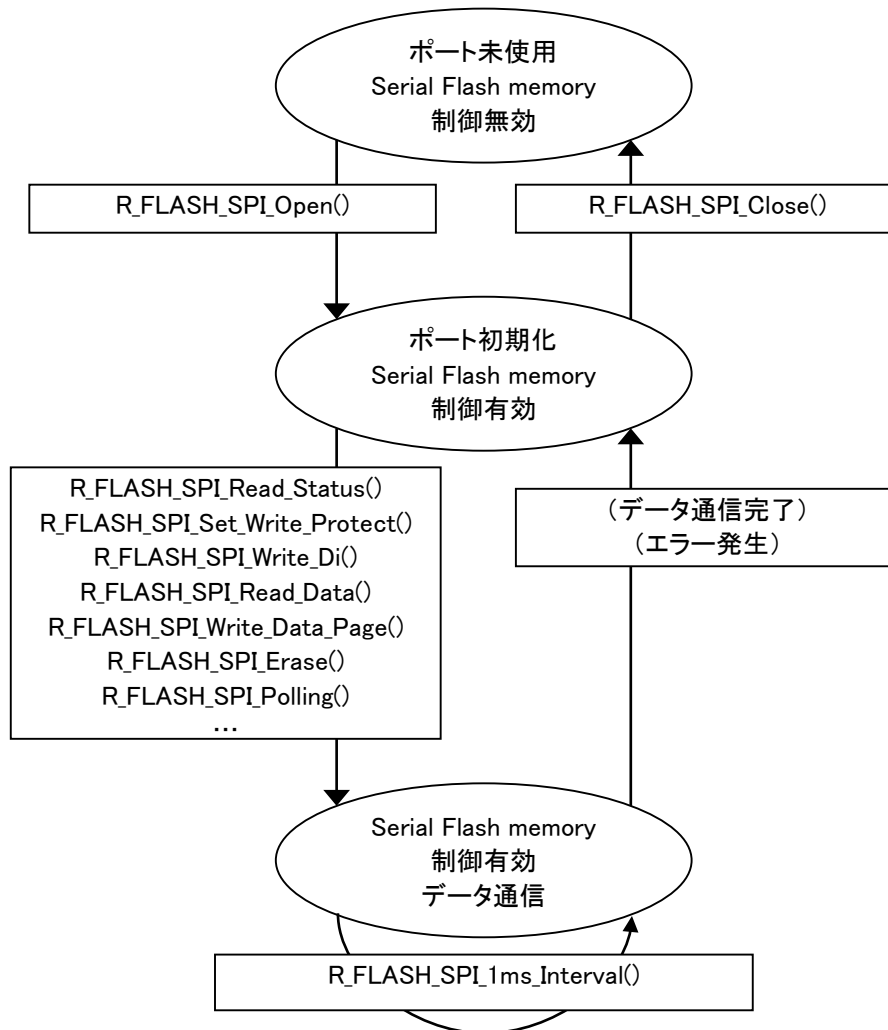 ポート未使用
Serial Flash memory
制御無効
R_FLASH_SPI_Open()
R_FLASH_SPI_Close()
ポート初期化
Serial Flash memory
制御有効
R_FLASH_SPI_Read_Status()
R_FLASH_SPI_Set_Write_Protect()
R_FLASH_SPI_Write_Di()
R_FLASH_SPI_Read_Data()
R_FLASH_SPI_Write_Data_Page()
R_FLASH_SPI_Erase()
R_FLASH_SPI_Polling()
...
(データ通信完了)
(エラー発生)
Serial Flash memory
制御有効
データ通信
R_FLASH_SPI_1ms_Interval()